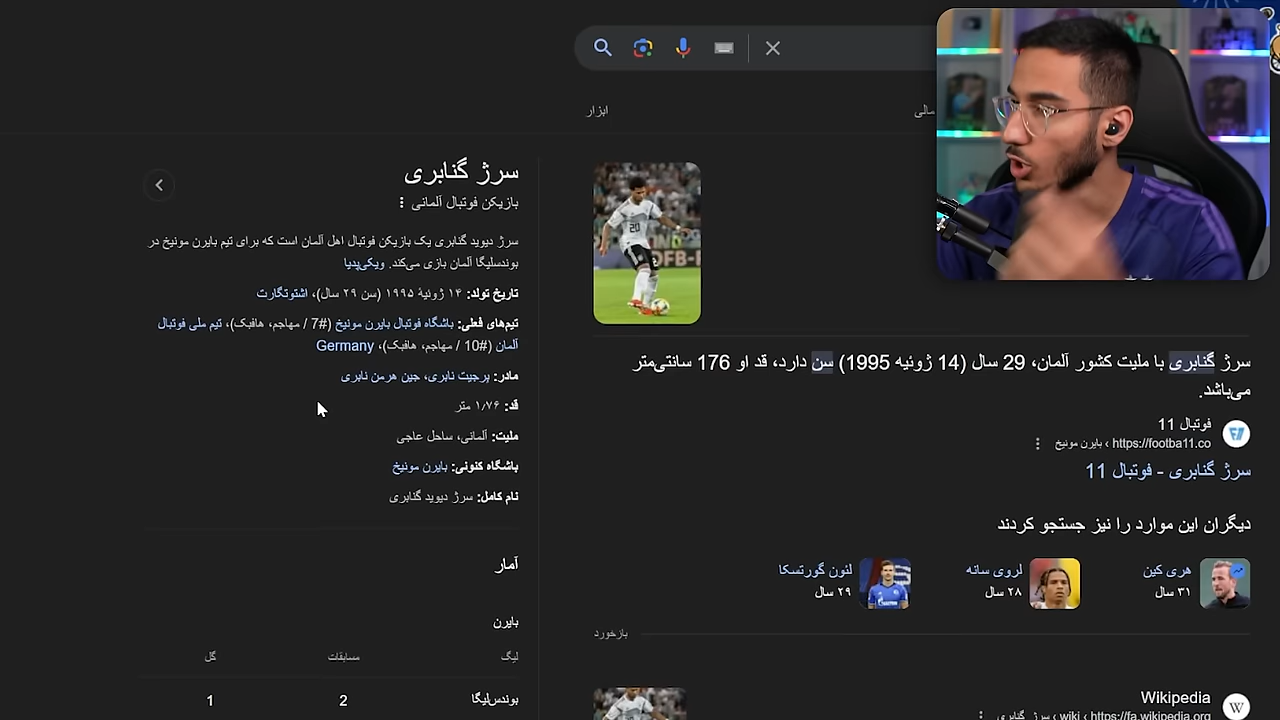 ابزار
مالی
سرژ گنابری
بازیکن فوتبال آلمانی
سرژ دیوید گنابری یک بازیکن فوتبال اهل آلمان است که برای تیم بایرن مونیخ در
بوندسلیگا آلمان بازی می‌کند. ویکی‌پدیا
تاریخ تولد: ۱۴ ژوئیهٔ ۱۹۹۵ (سن ۲۹ سال)، اشتوتگارت
تیم‌های فعلی: باشگاه فوتبال بایرن مونیخ (#7 / مهاجم، هافبک)، تیم ملی فوتبال
آلمان (#10 / مهاجم، هافبک)، Germany
مادر: برجیت نابری، جین هرمن نابری
قد: ۱٫۷۶ متر
ملیت: آلمانی، ساحل عاجی
باشگاه کنونی: بایرن مونیخ
نام کامل: سرژ دیوید گنابری
آمار
بایرن
لیگ مسابقات گل
بوندس‌لیگا 2 1
20
DFB-P
سرژ گنابری با ملیت کشور آلمان، 29 سال (14 ژوئیه 1995) سن دارد، قد او 176 سانتی‌متر
می‌باشد.
فوتبال 11
https://footba11.co › بایرن مونیخ
سرژ گنابری - فوتبال 11
دیگران این موارد را نیز جستجو کردند
هری کین
۳۱ سال
لروی سانه
۲۸ سال
لئون گورتسکا
۲۹ سال
بازخورد
Wikipedia
https://fa.wikipedia.org › wiki › سرژ_گنابری
W